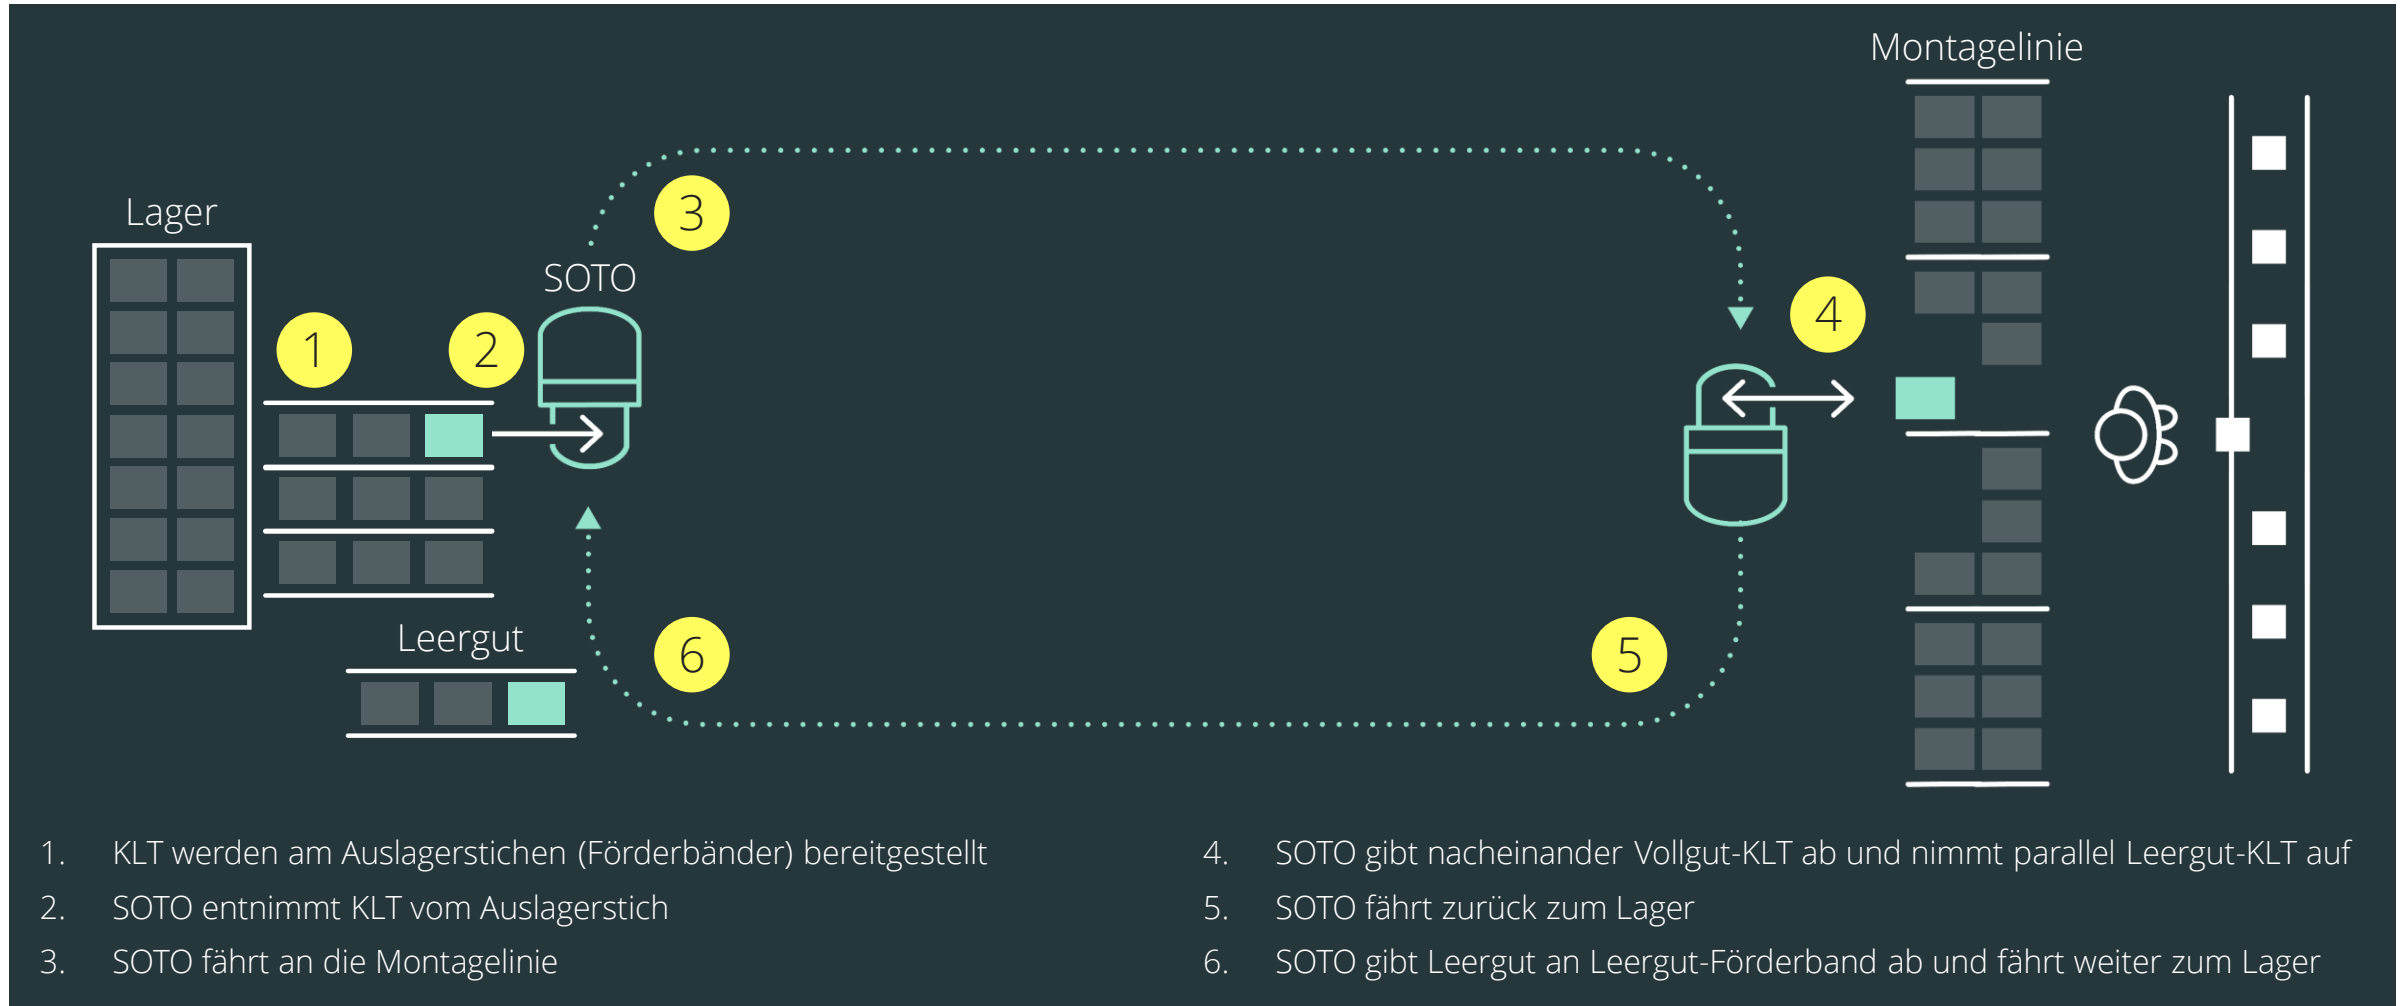 Montagelinie
Lager
SOTO
3
4
1
2
Leergut
6
5
1. KLT werden am Auslagerstichen (Förderbänder) bereitgestellt
2. SOTO entnimmt KLT vom Auslagerstich
3. SOTO fährt an die Montagelinie
4. SOTO gibt nacheinander Vollgut-KLT ab und nimmt parallel Leergut-KLT auf
5. SOTO fährt zurück zum Lager
6. SOTO gibt Leergut an Leergut-Förderband ab und fährt weiter zum Lager